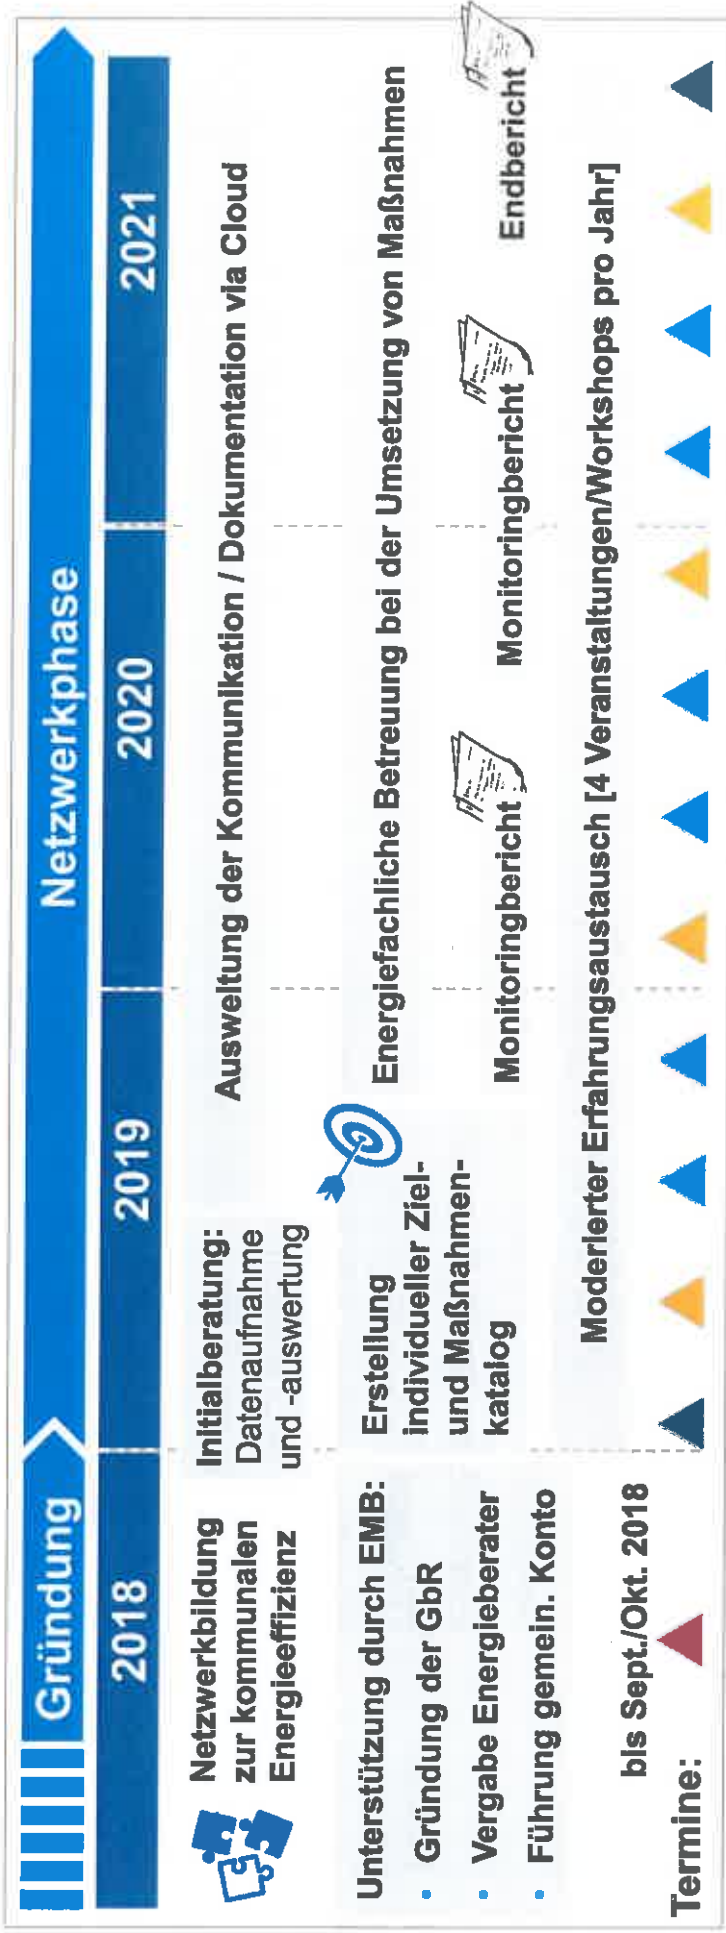 Gründung
Netzwerkphase
2018
2019
2020
2021
Netzwerkbildung
zur kommunalen
Energieeffizienz
Initialberatung:
Datenaufnahme
und -auswertung
Ausweitung der Kommunikation / Dokumentation via Cloud
Unterstützung durch EMB:
• Gründung der GbR
• Vergabe Energieberater
• Führung gemein. Konto
Erstellung
individueller Ziel-
und Maßnahmen-
katalog
Energiefachliche Betreuung bei der Umsetzung von Maßnahmen
Monitoringbericht
Monitoringbericht
Endbericht
Moderierter Erfahrungsaustausch [4 Veranstaltungen/Workshops pro Jahr]
bis Sept./Okt. 2018
Termine: